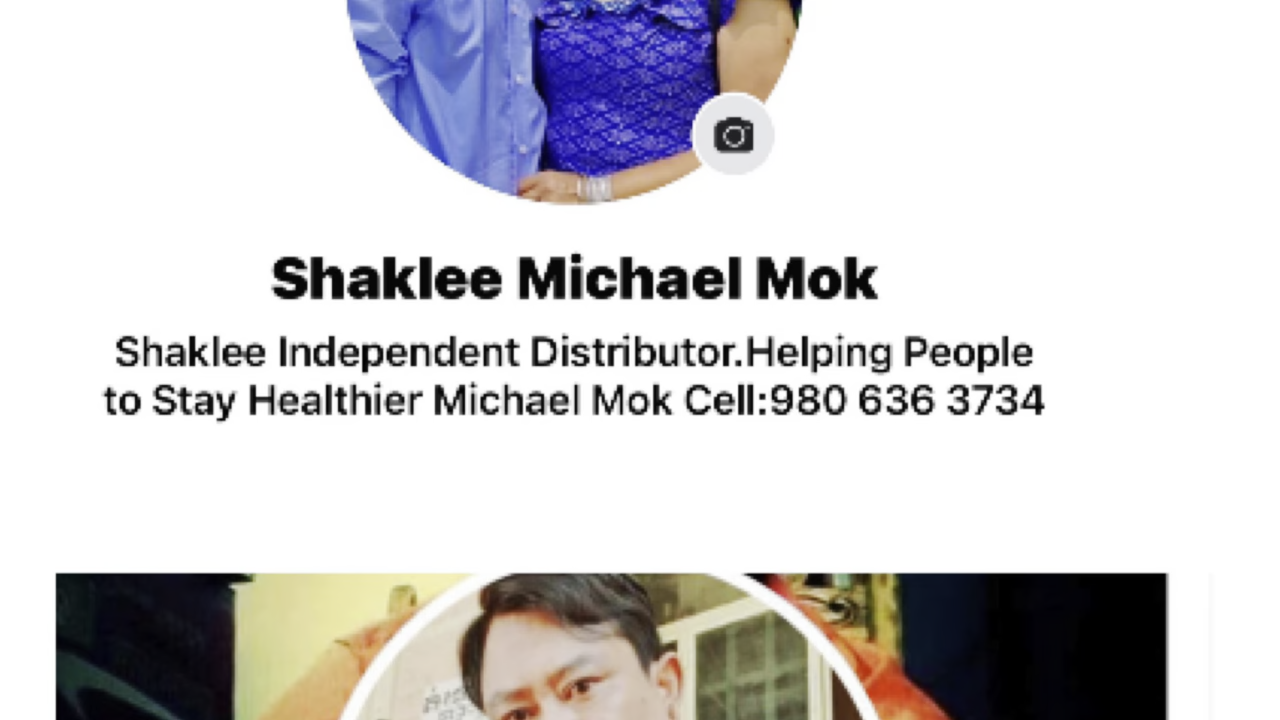 Shaklee Michael Mok
Shaklee Independent Distributor.Helping People
to Stay Healthier Michael Mok Cell:980 636 3734